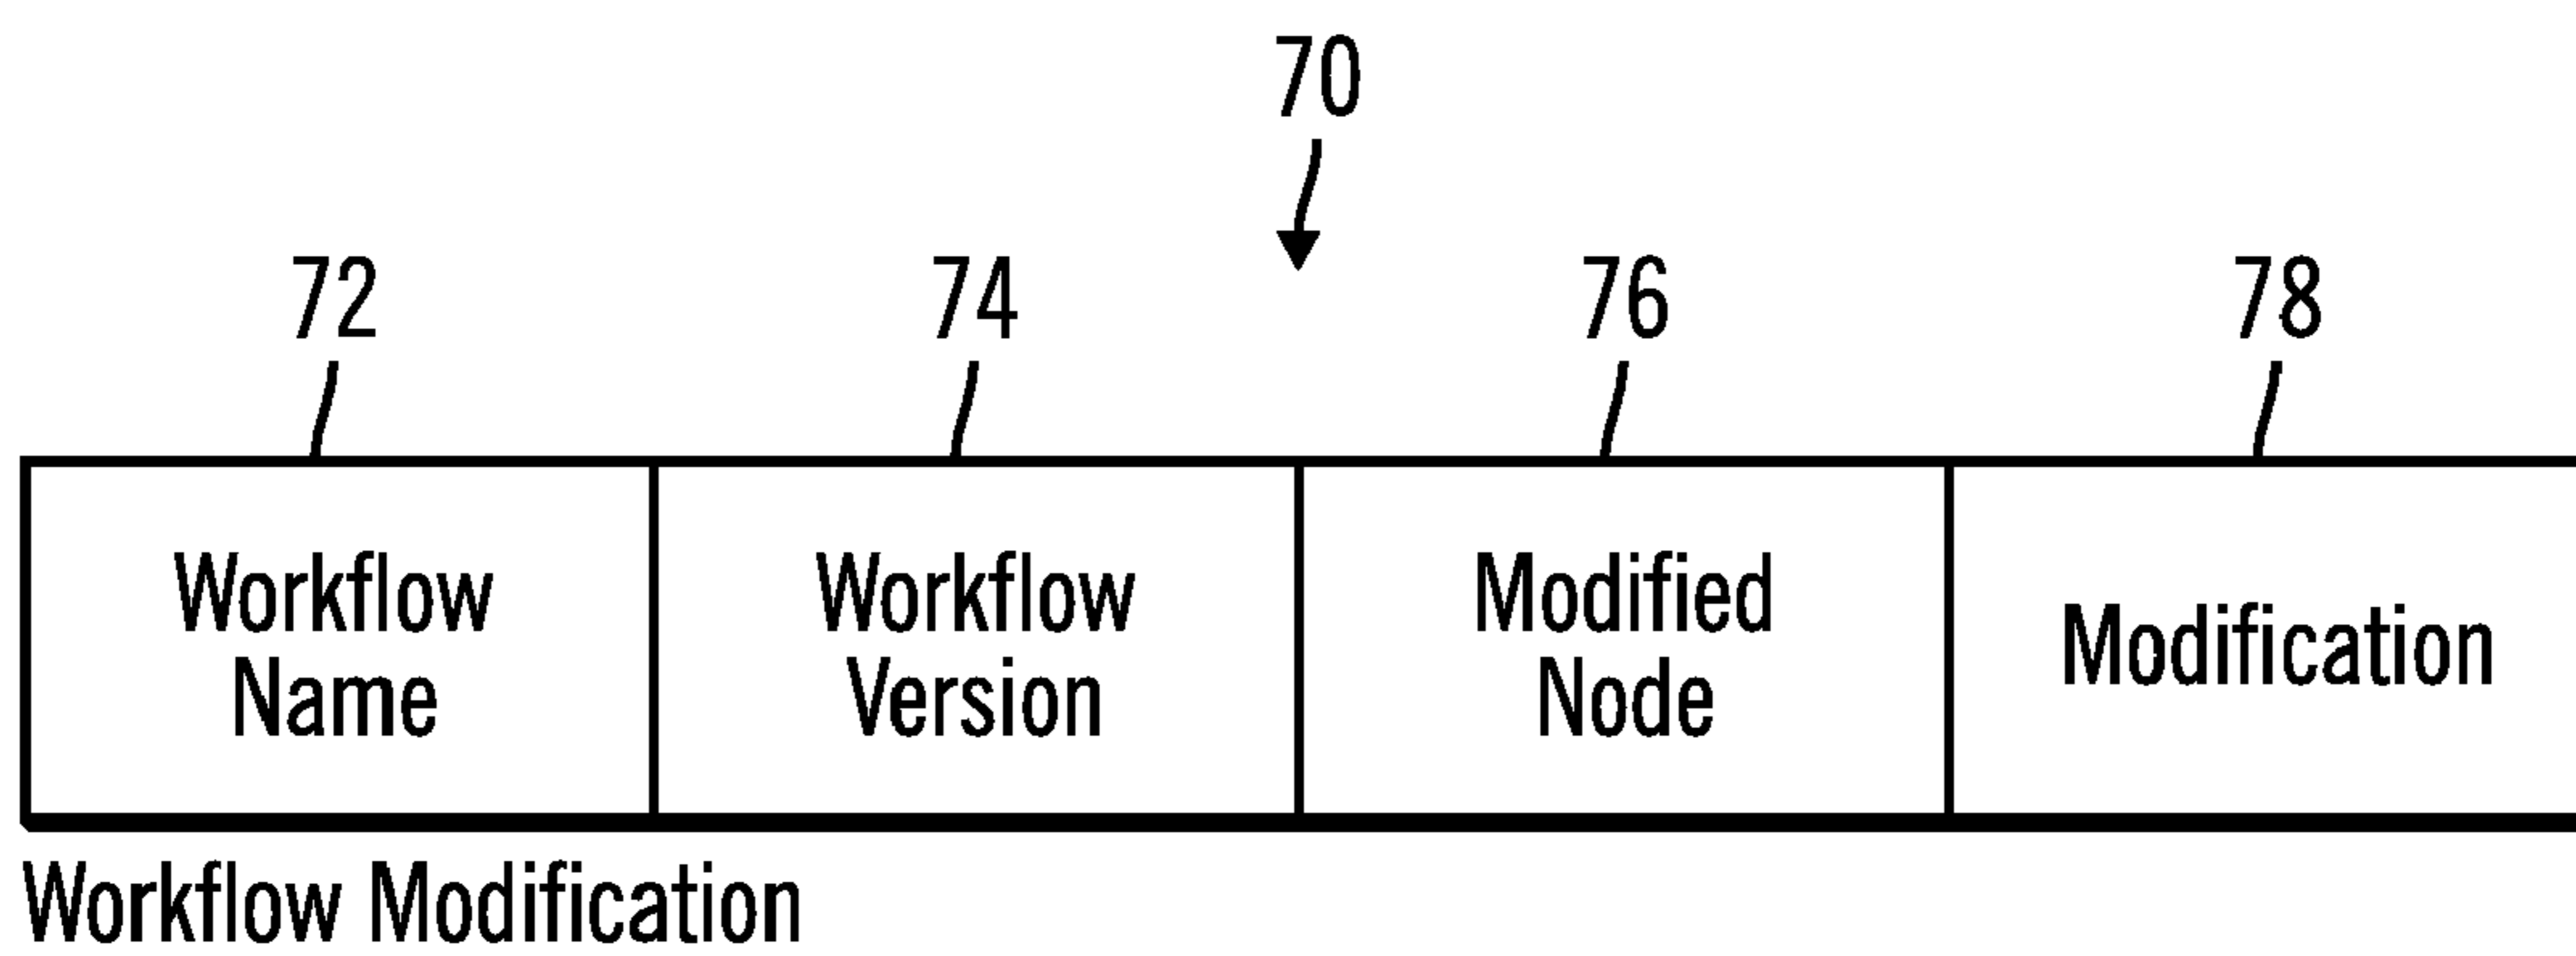 70
72
74
76
78
Workflow
Name
Workflow
Version
Modified
Node
Modification
Workflow Modification